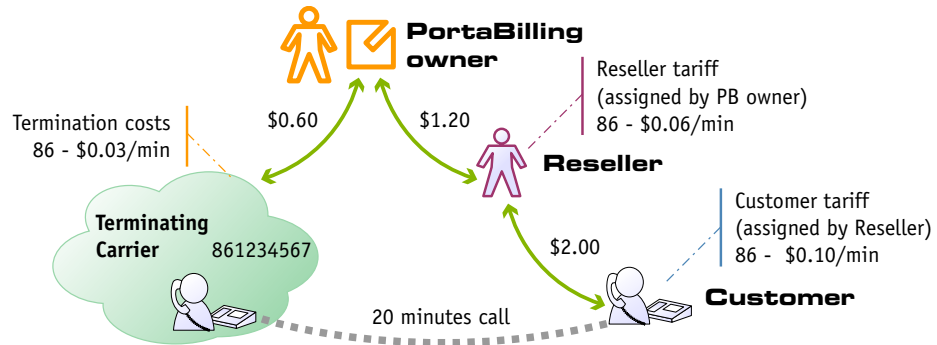 PortaBilling
owner
Reseller tariff
(assigned by PB owner)
86 - $0.06/min
$0.60
$1.20
Termination costs
86 - $0.03/min
Reseller
Terminating
Carrier
861234567
Customer tariff
(assigned by Reseller)
86 -  $0.10/min
$2.00
Customer
20 minutes call